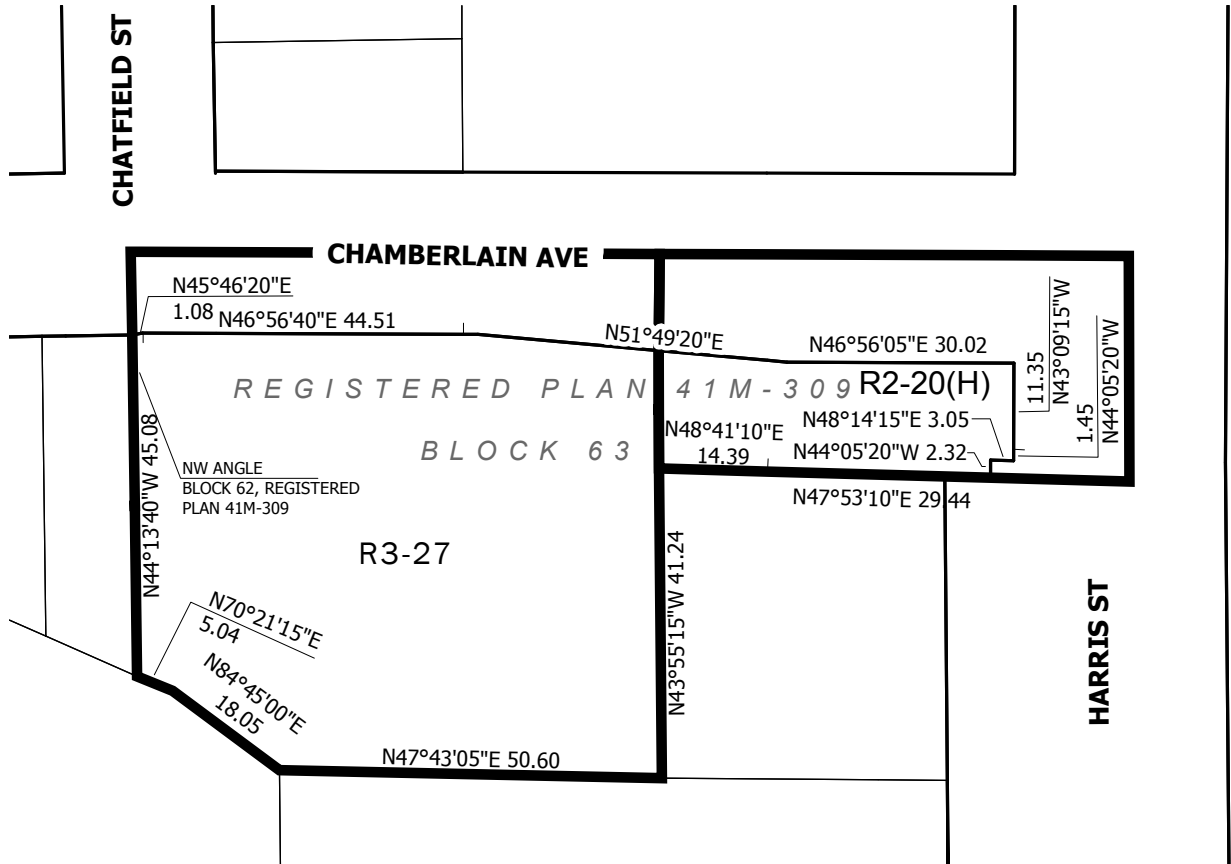 CHATFIELD ST
CHAMBERLAIN AVE
N45°46'20"E
1.08
N46°56'40"E 44.51
N51°49'20"E
N46°56'05"E 30.02
11.35
N43°09'15"W
1.45
N44°05'20"W
REGISTERED PLAN 41M-309
R2-20(H)
BLOCK 63
N48°41'10"E
14.39
N48°14'15"E 3.05
N44°05'20"W 2.32
N47°53'10"E 29.44
N44°13'40"W 45.08
NW ANGLE
BLOCK 62, REGISTERED
PLAN 41M-309
R3-27
N43°55'15"W 41.24
N70°21'15"E
5.04
N84°45'00"E
18.05
N47°43'05"E 50.60
HARRIS ST